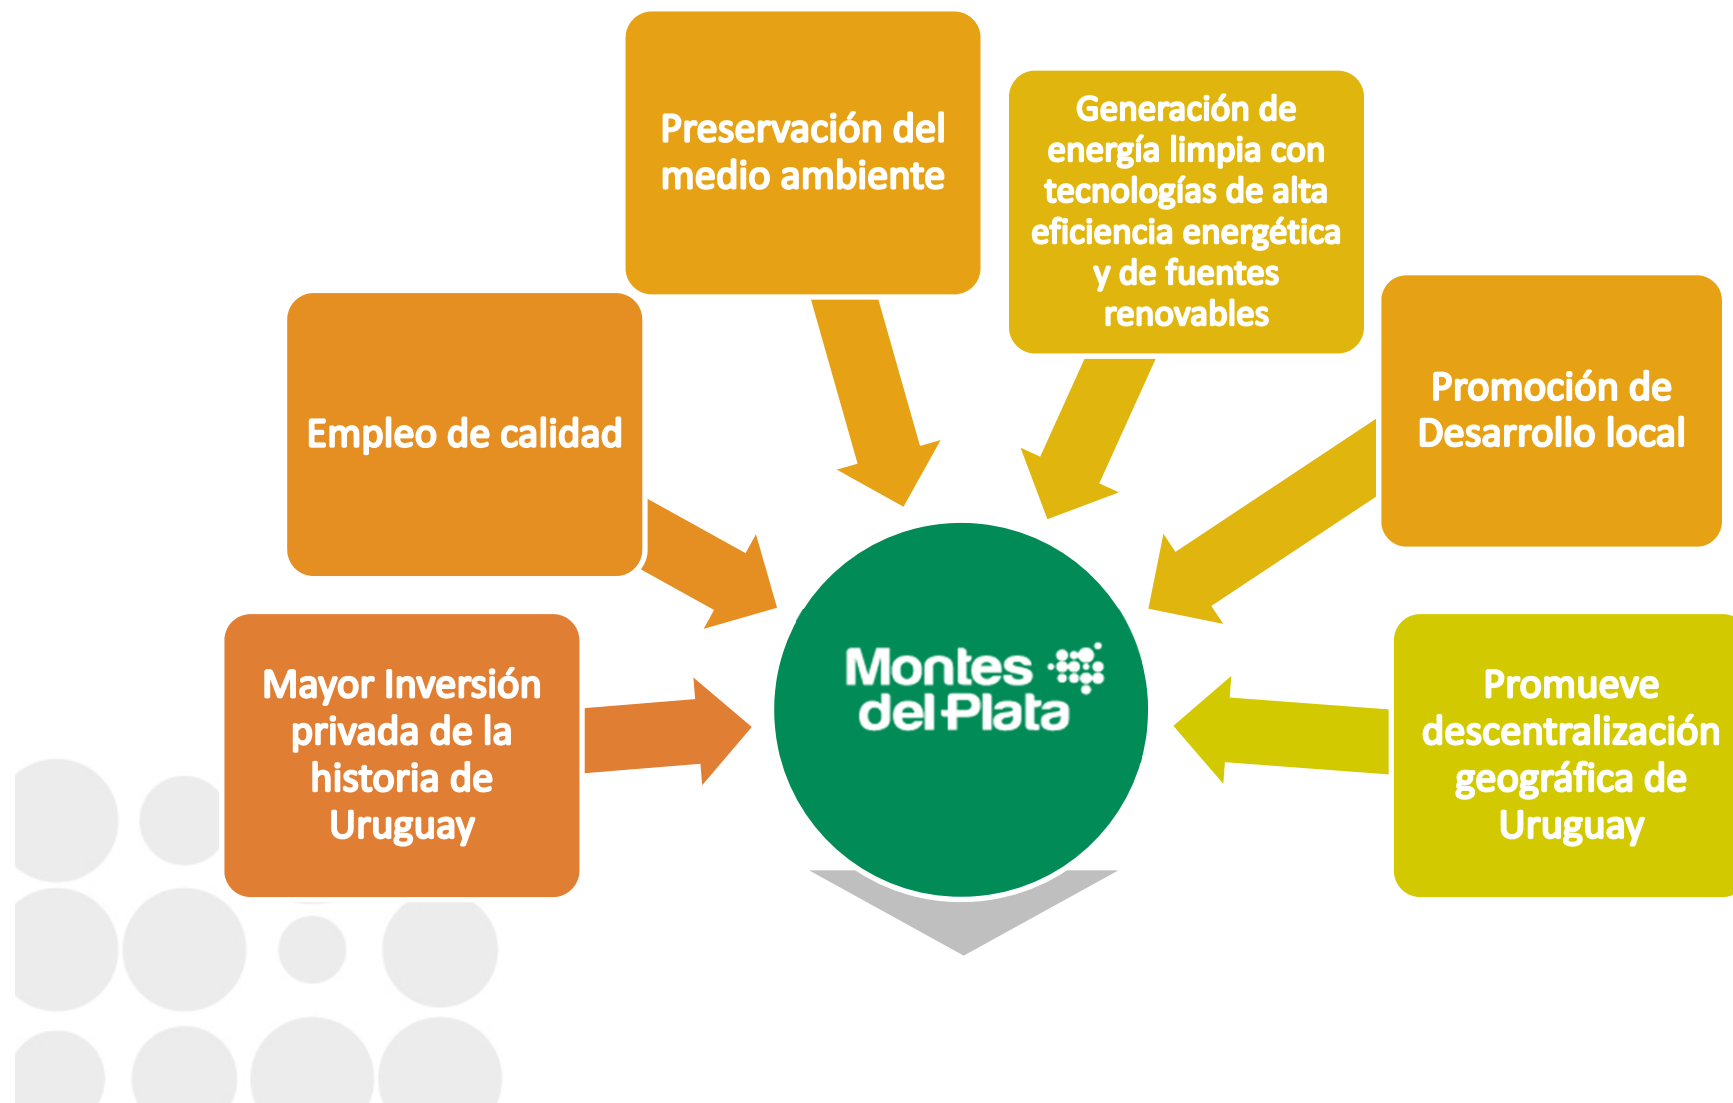 Preservación del
medio ambiente
Generación de
energía limpia con
tecnologías de alta
eficiencia energética
y de fuentes
renovables
Empleo de calidad
Promoción de
Desarrollo local
Mayor Inversión
privada de la
historia de
Uruguay
Montes
del Plata
Promueve
descentralización
geográfica de
Uruguay